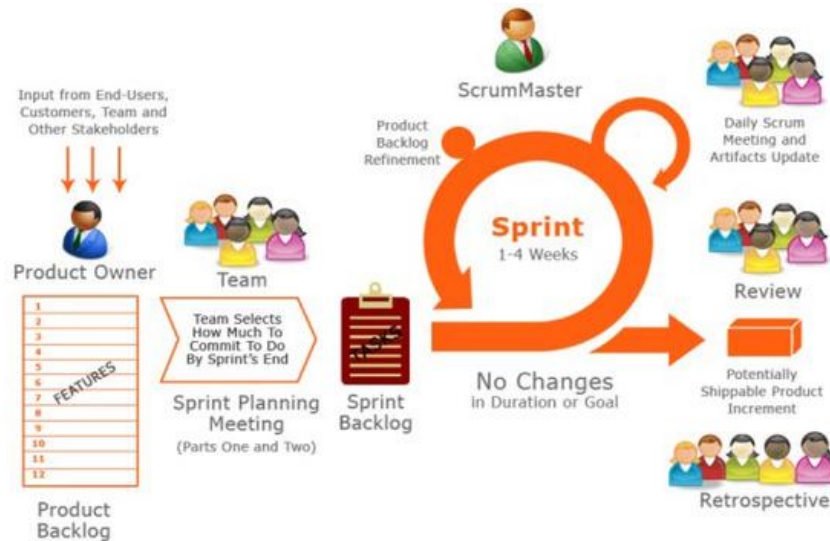 Input from End-Users,
Customers, Team and
Other Stakeholders
Product Owner
1
2
3
4
5
6
7
8
9
10
11
12
FEATURES
Product
Backlog
Team
Team Selects
How Much To
Commit To Do
By Sprint's End
Sprint Planning
Meeting
(Parts One and Two)
TASKS
Sprint
Backlog
ScrumMaster
Product
Backlog
Refinement
Sprint
1-4 Weeks
No Changes
in Duration or Goal
Daily Scrum
Meeting and
Artifacts Update
Review
Potentially
Shippable Product
Increment
Retrospective